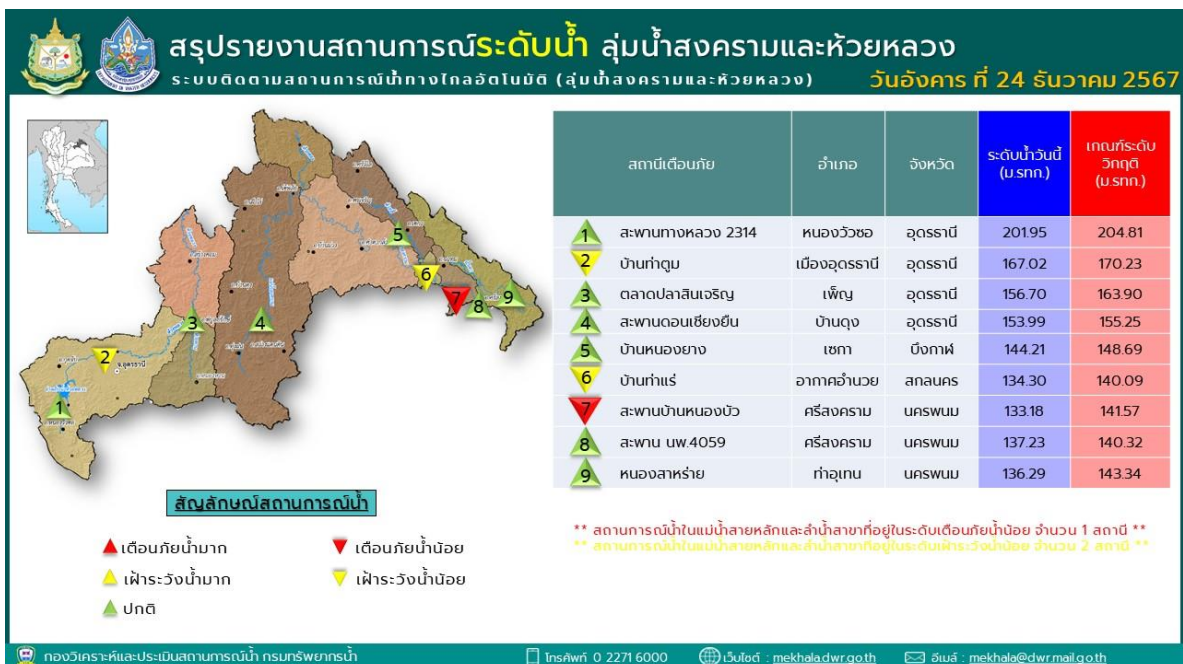 สรุปรายงานสถานการณ์ระดับน้ำ ลุ่มน้ำสงครามและห้วยหลวง
ระบบติดตามสถานการณ์น้ำทางไกลอัตโนมัติ (ลุ่มน้ำสงครามและห้วยหลวง) วันอังคาร ที่ 24 ธันวาคม 2567
สถานีเตือนภัย อำเภอ จังหวัด ระดับน้ำวันนี้ (ม.รทก.) เกณฑ์ระดับวิกฤติ (ม.รทก.)
1 สะพานทางหลวง 2314 หนองวัวซอ อุดรธานี 201.95 204.81
2 บ้านท่าตูม เมืองอุดรธานี อุดรธานี 167.02 170.23
3 ตลาดปลาสินเจริญ เพ็ญ อุดรธานี 156.70 163.90
4 สะพานดอนเชียงยืน บ้านดุง อุดรธานี 153.99 155.25
5 บ้านหนองยาง เซกา บึงกาฬ 144.21 148.69
6 บ้านท่าแร่ อากาศอำนวย สกลนคร 134.30 140.09
7 สะพานบ้านหนองบัว ศรีสงคราม นครพนม 133.18 141.57
8 สะพาน นพ.4059 ศรีสงคราม นครพนม 137.23 140.32
9 หนองสาหร่าย ท่าอุเทน นครพนม 136.29 143.34
5
6
7
8
9
3
4
2
1
สัญลักษณ์สถานการณ์น้ำ
เตือนภัยน้ำมาก เตือนภัยน้ำน้อย
เฝ้าระวังน้ำมาก เฝ้าระวังน้ำน้อย
ปกติ
** สถานการณ์น้ำในแม่น้ำสายหลักและลำน้ำสาขาที่อยู่ในระดับเตือนภัยน้ำน้อย จำนวน 1 สถานี **
** สถานการณ์น้ำในแม่น้ำสายหลักและลำน้ำสาขาที่อยู่ในระดับเฝ้าระวังน้ำน้อย จำนวน 2 สถานี **
กองวิเคราะห์และประเมินสถานการณ์น้ำ กรมทรัพยากรน้ำ โทรศัพท์ 0 2271 6000 เว็บไซต์ : mekhala.dwr.go.th อีเมล์ : mekhala@dwr.mail.go.th